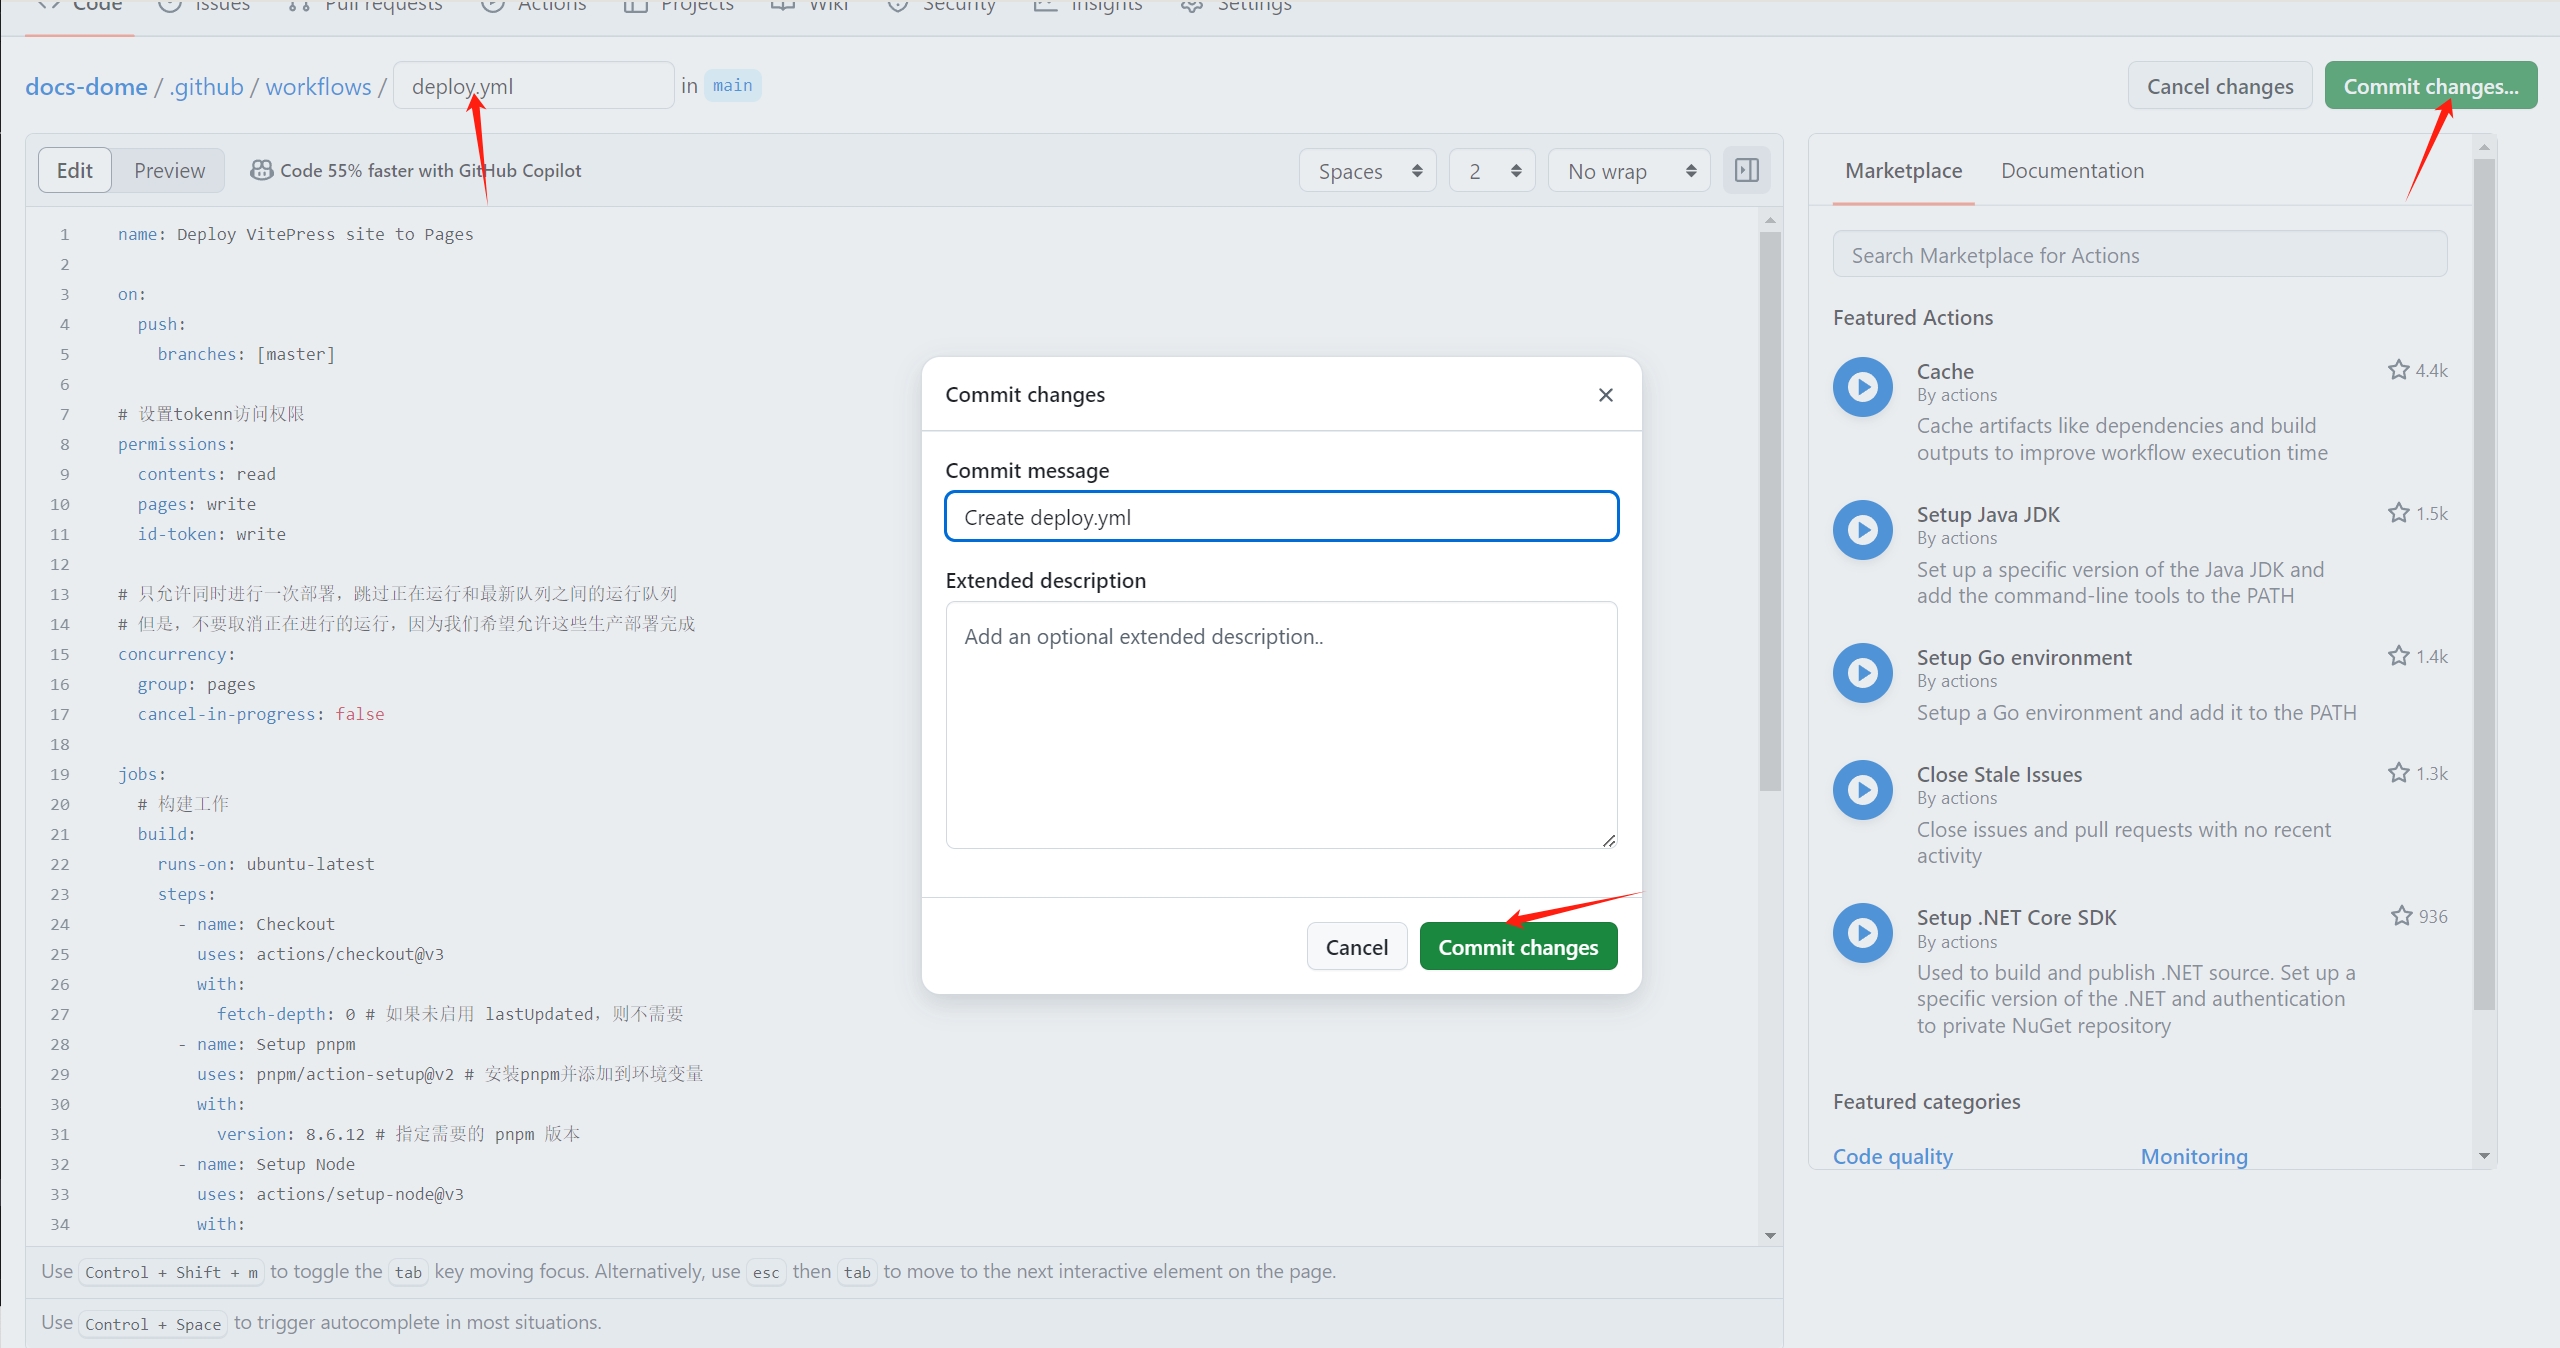 Code Issues Pull requests Actions Projects Wiki Security Insights Settings
docs-dome / .github / workflows / deploy.yml in main
Cancel changes
Commit changes...
Edit Preview Code 55% faster with GitHub Copilot
Spaces 2 No wrap
1 name: Deploy VitePress site to Pages
2
3 on:
4 push:
5 branches: [master]
6
7 # 设置tokenn访问权限
8 permissions:
9 contents: read
10 pages: write
11 id-token: write
12
13 # 只允许同时进行一次部署，跳过正在运行和最新队列之间的运行队列
14 # 但是，不要取消正在进行的运行，因为我们希望允许这些生产部署完成
15 concurrency:
16 group: pages
17 cancel-in-progress: false
18
19 jobs:
20 # 构建工作
21 build:
22 runs-on: ubuntu-latest
23 steps:
24 - name: Checkout
25 uses: actions/checkout@v3
26 with:
27 fetch-depth: 0 # 如果未启用 lastUpdated，则不需要
28 - name: Setup pnpm
29 uses: pnpm/action-setup@v2 # 安装pnpm并添加到环境变量
30 with:
31 version: 8.6.12 # 指定需要的 pnpm 版本
32 - name: Setup Node
33 uses: actions/setup-node@v3
34 with:
Use Control + Shift + m to toggle the tab key moving focus. Alternatively, use esc then tab to move to the next interactive element on the page.
Use Control + Space to trigger autocomplete in most situations.
Commit changes
Commit message
Create deploy.yml
Extended description
Add an optional extended description..
Cancel
Commit changes
Marketplace Documentation
Search Marketplace for Actions
Featured Actions
Cache 4.4k
By actions
Cache artifacts like dependencies and build
outputs to improve workflow execution time
Setup Java JDK 1.5k
By actions
Set up a specific version of the Java JDK and
add the command-line tools to the PATH
Setup Go environment 1.4k
By actions
Setup a Go environment and add it to the PATH
Close Stale Issues 1.3k
By actions
Close issues and pull requests with no recent
activity
Setup .NET Core SDK 936
By actions
Used to build and publish .NET source. Set up a
specific version of the .NET and authentication
to private NuGet repository
Featured categories
Code quality Monitoring